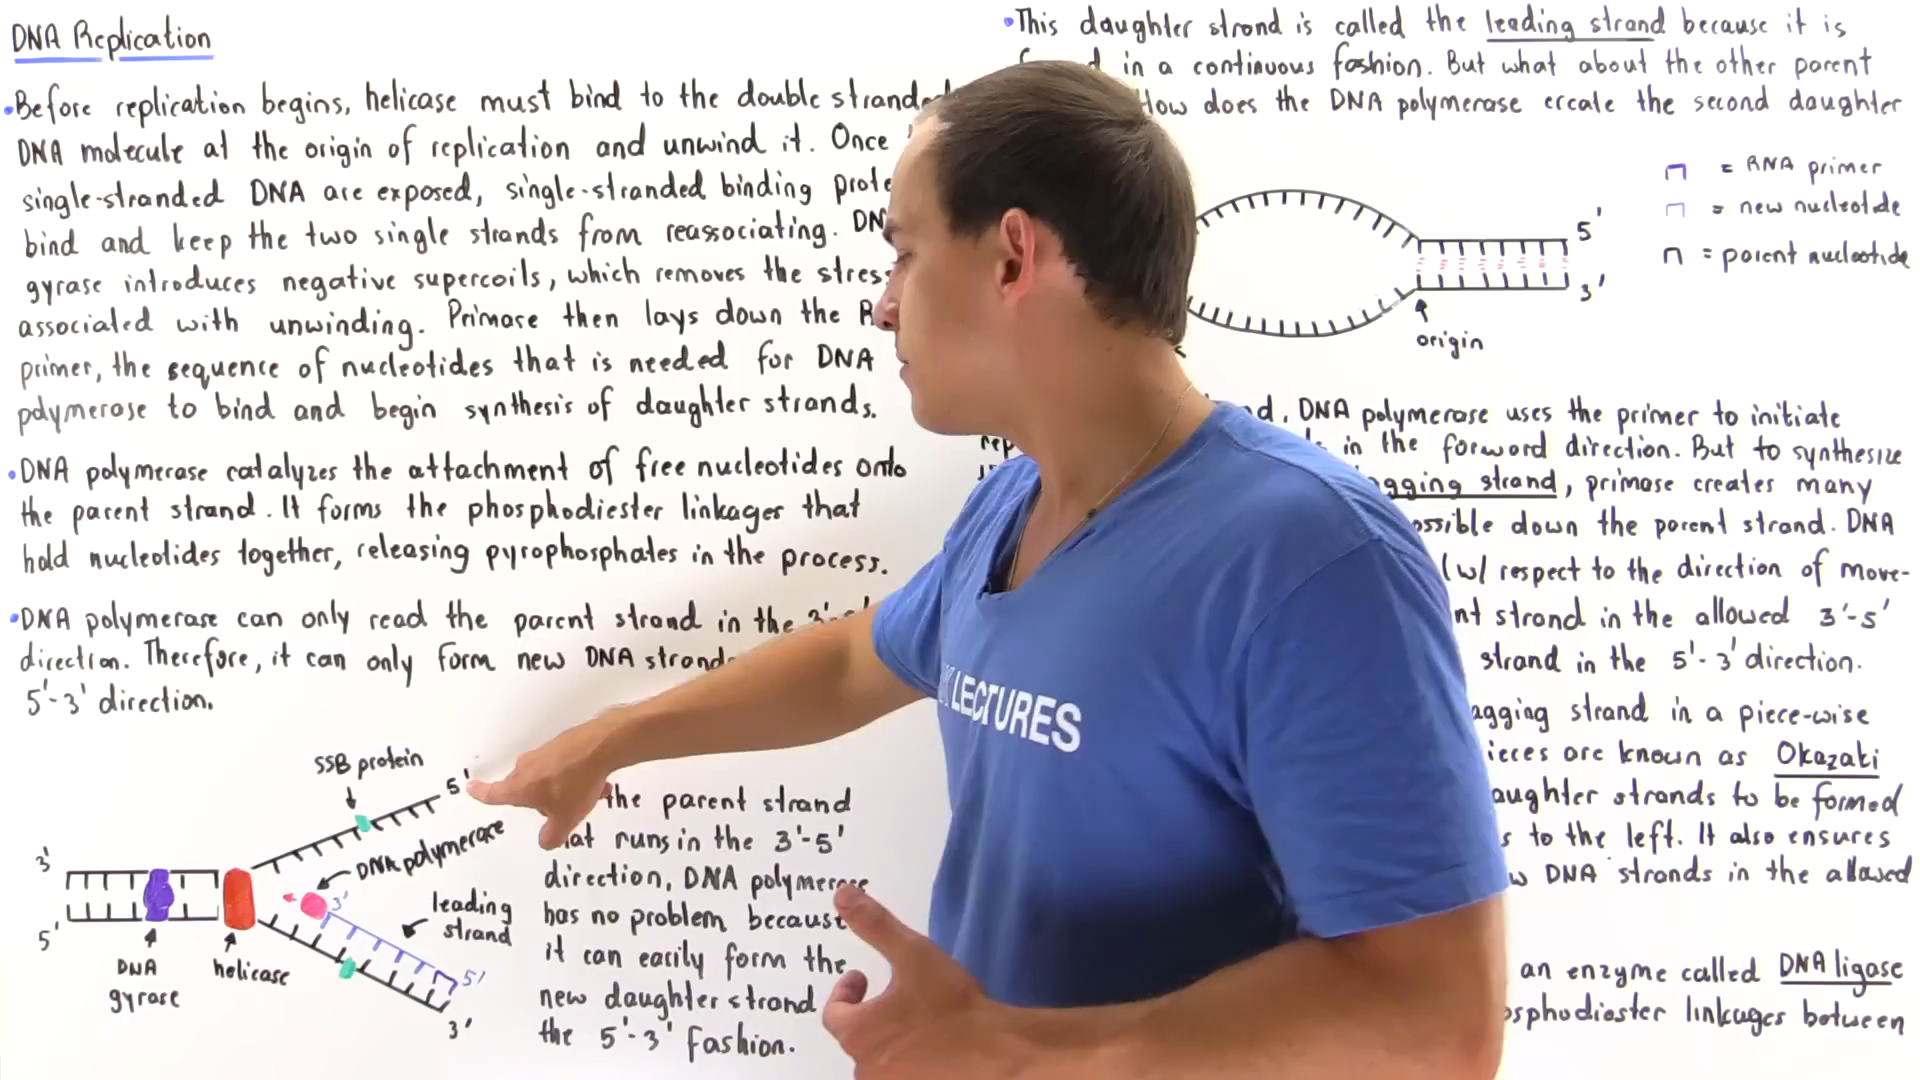 DNA Replication
•Before replication begins, helicase must bind to the double stranded
DNA molecule at the origin of replication and unwind it. Once
single-stranded DNA are exposed, single-stranded binding
bind and keep the two single strands from reassociating.
gyrase introduces negative supercoils, which removes the stress
associated with unwinding. Primase then lays down the
primer, the sequence of nucleotides that is needed for DNA
polymerase to bind and begin synthesis of daughter strands.
•DNA polymerase catalyzes the attachment of free nucleotides onto
the parent strand. It forms the phosphodiester linkages that
hold nucleotides together, releasing pyrophosphates in the process.
•DNA polymerase can only read the parent strand in the
direction. Therefore, it can only form new DNA strands
5'-3' direction.
SSB protein
5'
DNA polymerase
3'
3'
leading
strand
5'
5'
3'
DNA
gyrase
helicase
the parent strand
that runs in the 3'-5'
direction, DNA polymerase
has no problem because
it can easily form the
new daughter strand
the 5'-3' fashion.
•This daughter strand is called the leading strand because it is
in a continuous fashion. But what about the other parent
How does the DNA polymerase create the second daughter
= RNA primer
= new nucleotide
= parent nucleotide
5'
3'
origin
DNA polymerase uses the primer to initiate
in the forward direction. But to synthesize
lagging strand, primase creates many
possible down the parent strand. DNA
(w/ respect to the direction of move-
strand in the allowed 3'-5'
strand in the 5'-3' direction.
lagging strand in a piece-wise
pieces are known as Okazaki
daughter strands to be formed
to the left. It also ensures
DNA strands in the allowed
an enzyme called DNA ligase
phosphodiester linkages between
LECTURES